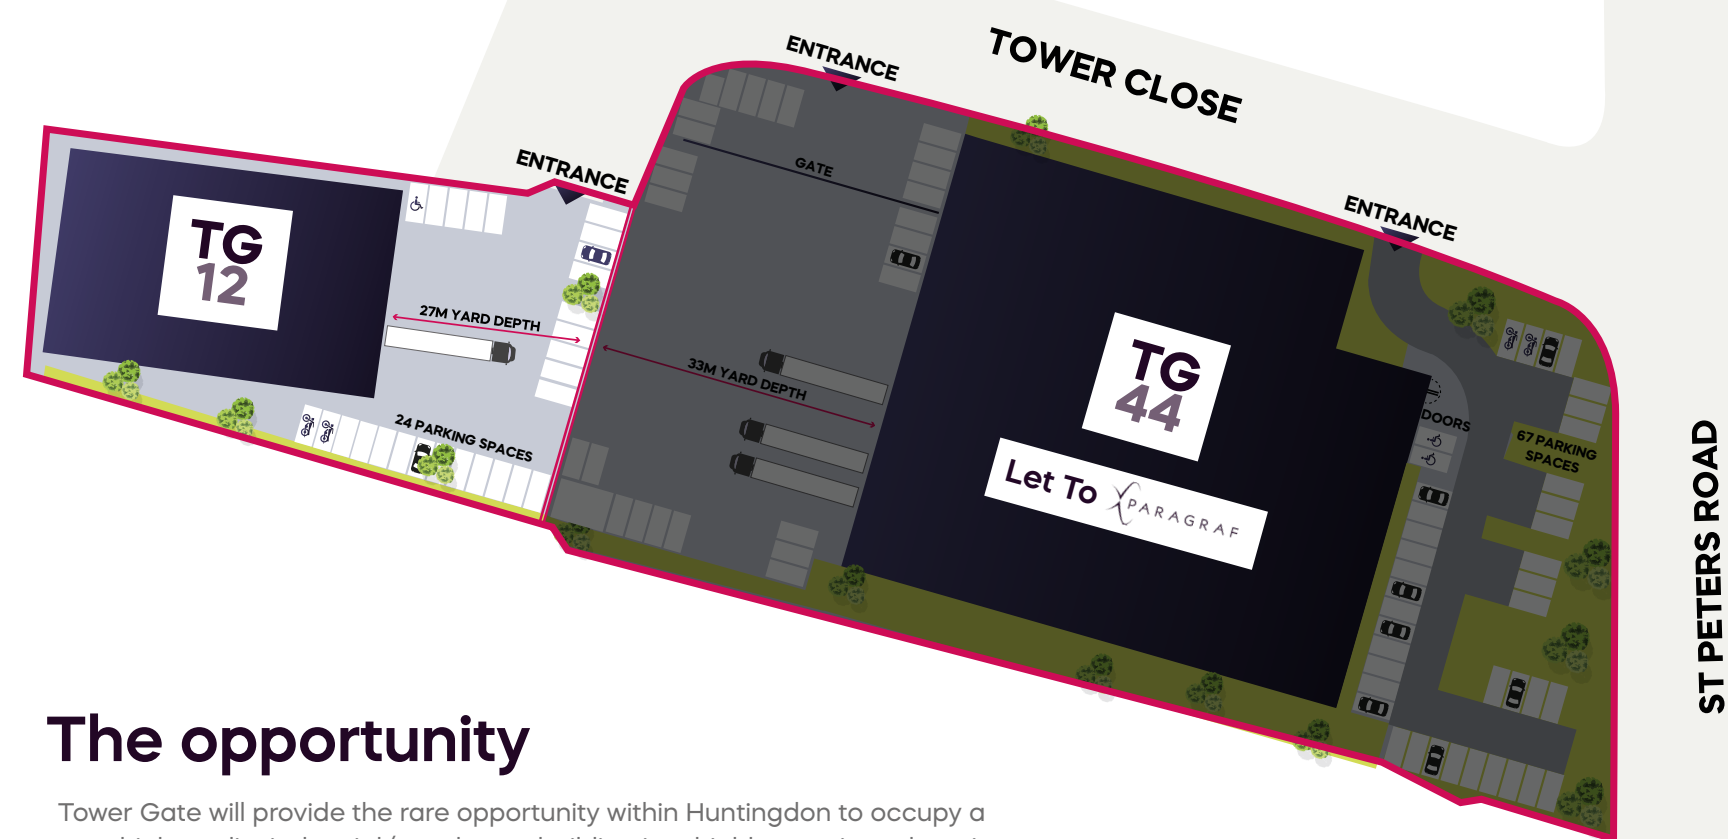 TOWER CLOSE
ENTRANCE
ENTRANCE
ENTRANCE
GATE
TG
12
27M YARD DEPTH
33M YARD DEPTH
TG
44
Let To PARAGRAF
DOORS
67 PARKING
SPACES
24 PARKING SPACES
ST PETERS ROAD
The opportunity
Tower Gate will provide the rare opportunity within Huntingdon to occupy a